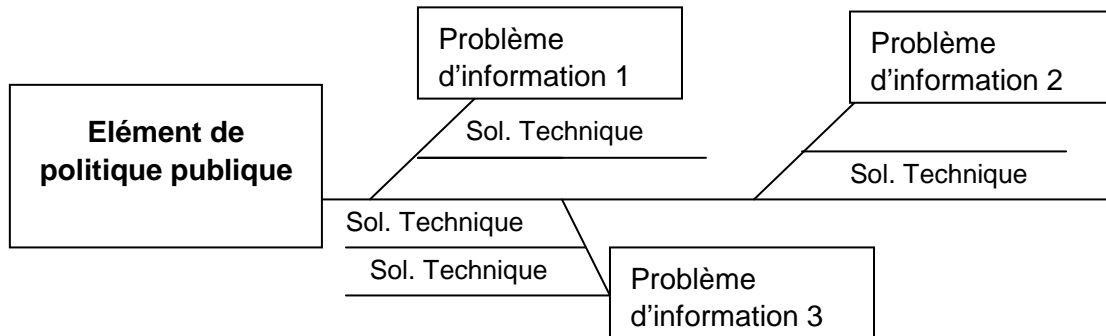 Problème
d’information 1
Problème
d’information 2
Elément de
politique publique
Sol. Technique
Sol. Technique
Sol. Technique
Sol. Technique
Problème
d’information 3